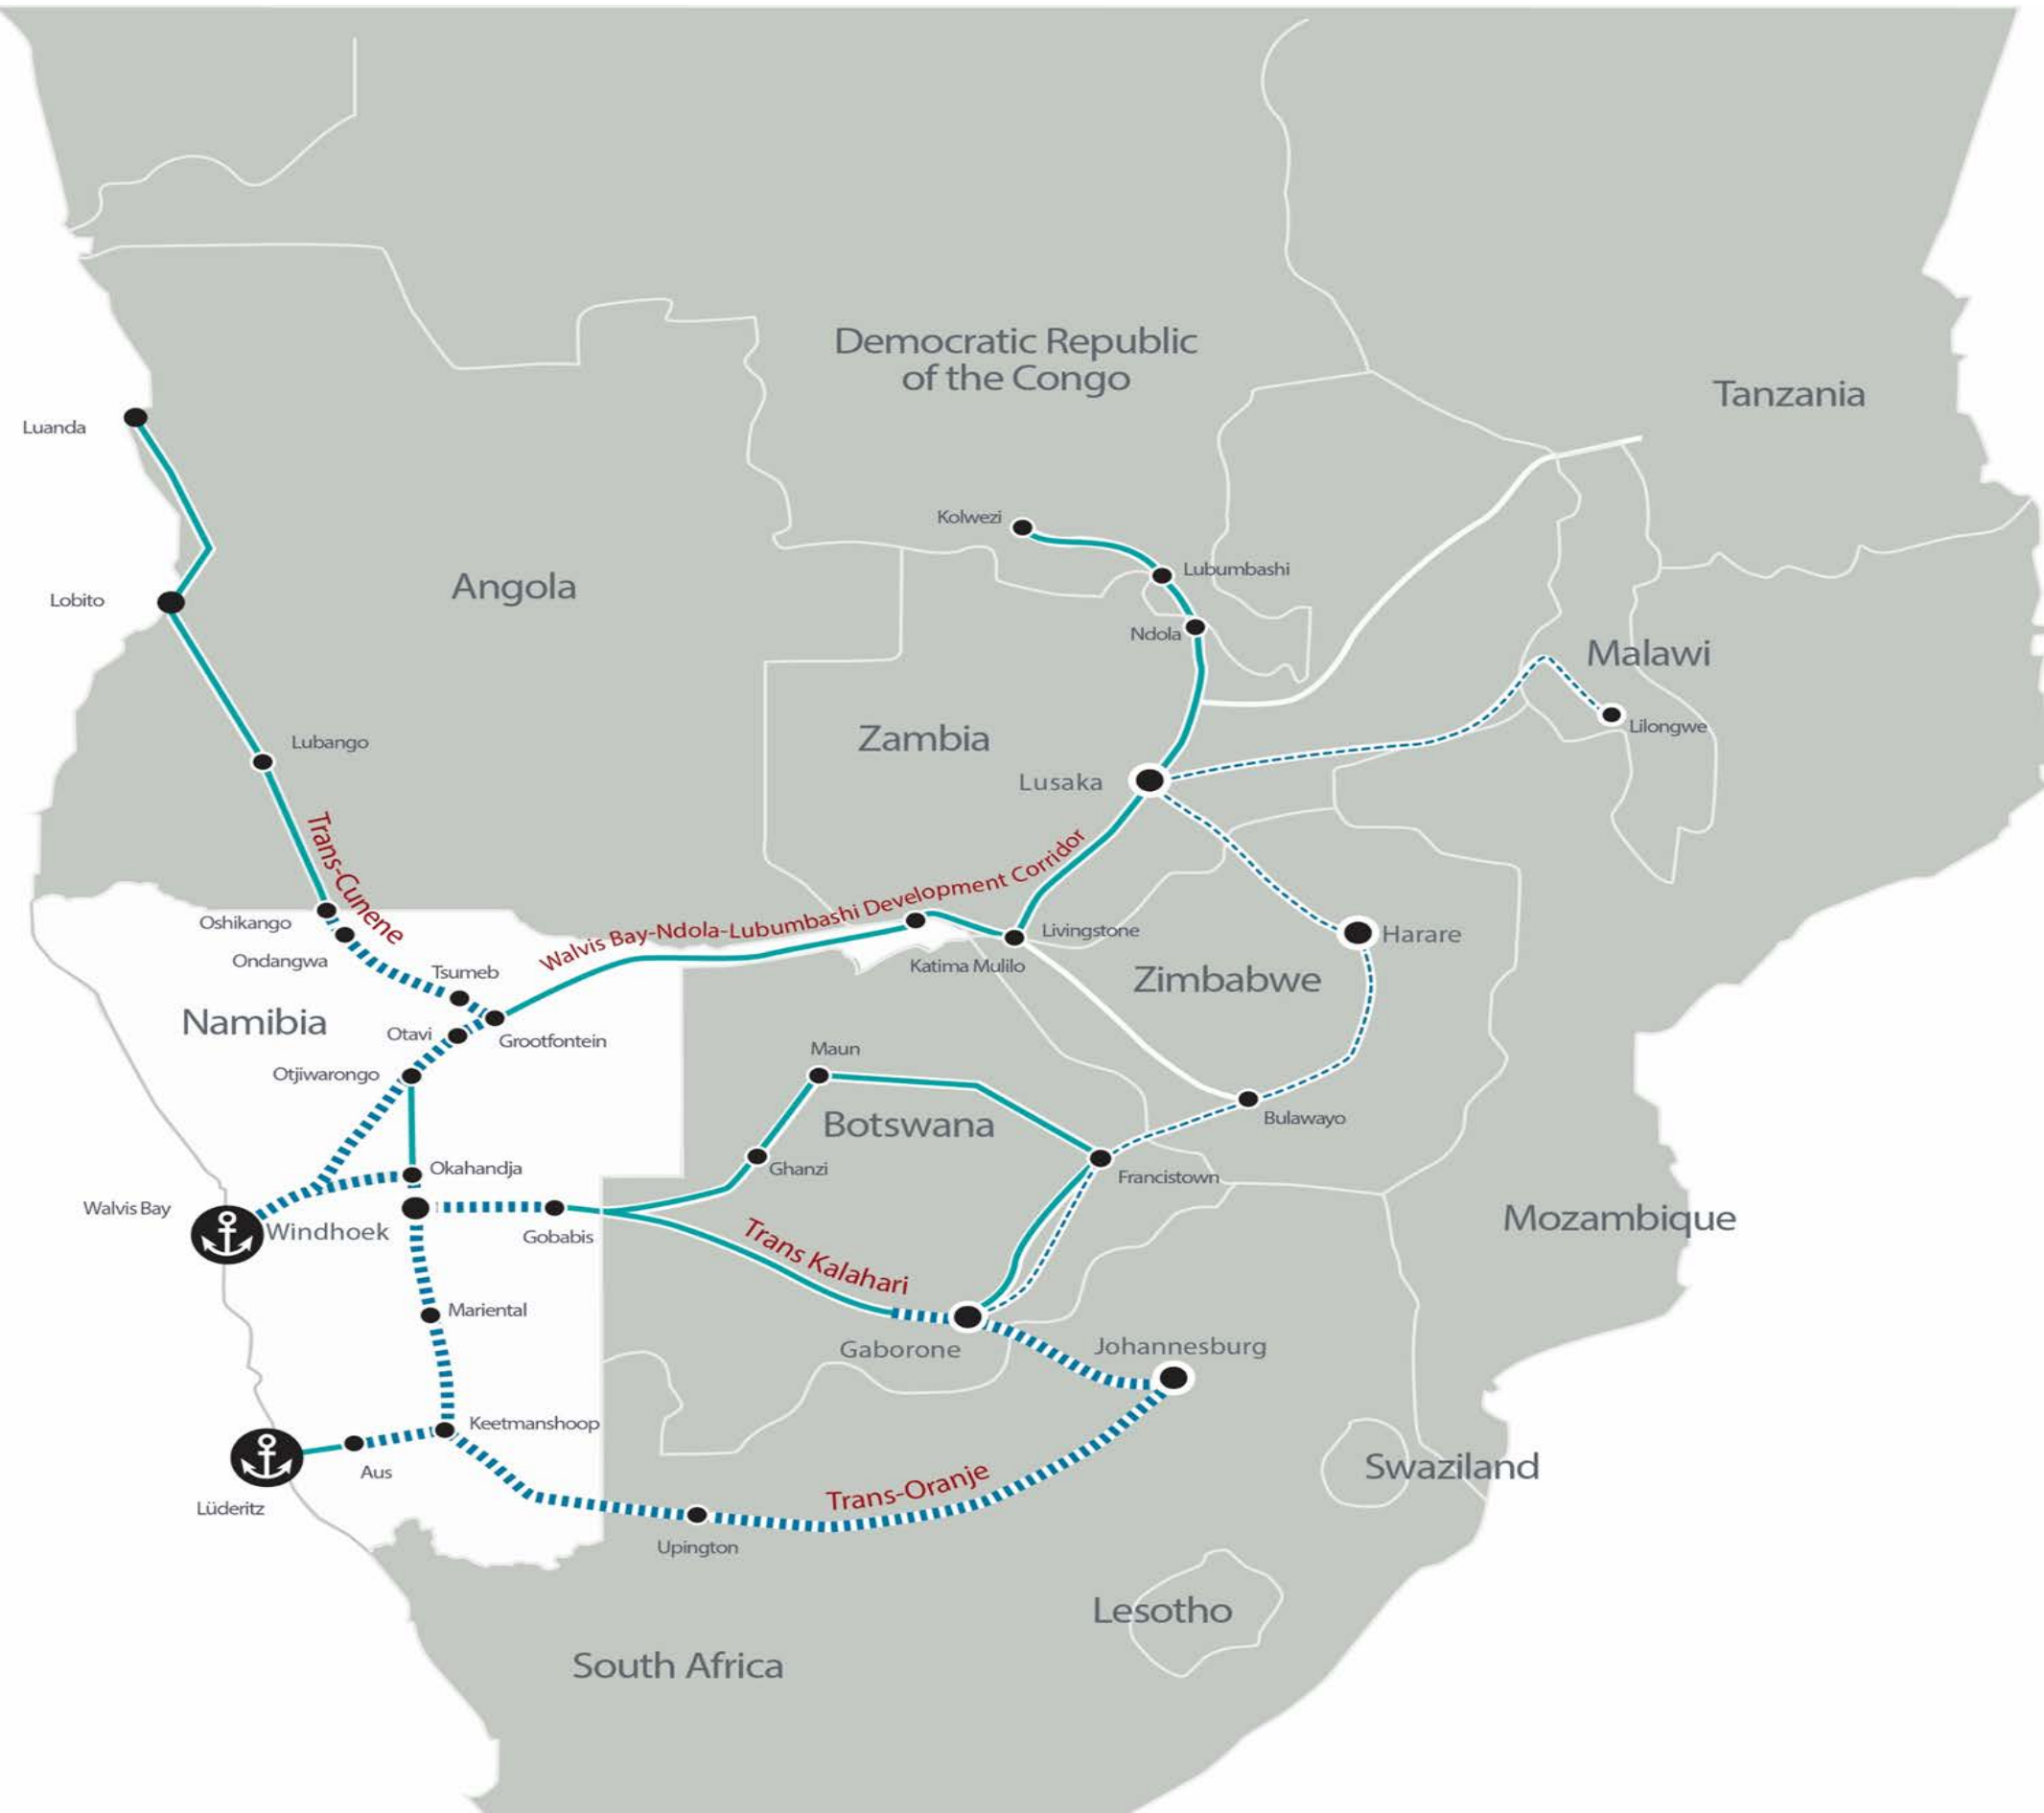 Democratic Republic
of the Congo
Tanzania
Luanda
Kolwezi
Lubumbashi
Angola
Lobito
Ndola
Malawi
Lilongwe
Zambia
Lubango
Lusaka
Trans-Cunene
Walvis Bay-Ndola-Lubumbashi Development Corridor
Oshikango
Livingstone
Harare
Ondangwa
Tsumeb
Katima Mulilo
Zimbabwe
Namibia
Otavi
Grootfontein
Maun
Otjiwarongo
Botswana
Bulawayo
Okahandja
Ghanzi
Francistown
Walvis Bay
Windhoek
Gobabis
Trans Kalahari
Mozambique
Mariental
Gaborone
Johannesburg
Keetmanshoop
Aus
Swaziland
Lüderitz
Trans-Oranje
Upington
Lesotho
South Africa